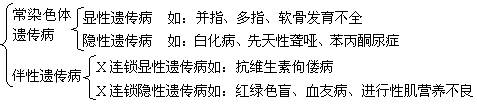 常染色体
遗传病
显性遗传病 如：并指、多指、软骨发育不全
隐性遗传病 如：白化病、先天性聋哑、苯丙酮尿症
伴性遗传病
X连锁显性遗传病如：抗维生素佝偻病
X连锁隐性遗传病如：红绿色盲、血友病、进行性肌营养不良